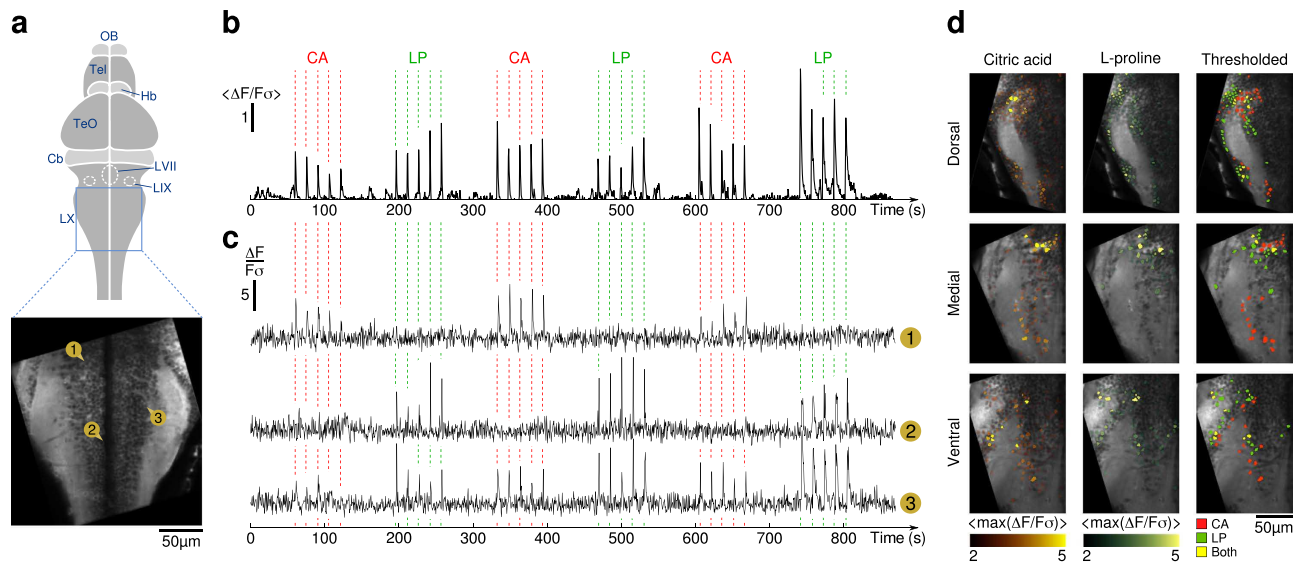 a
OB
Tel
Hb
TeO
Cb
LVII
LIX
LX
1
2
3
50μm
b
CA LP CA LP CA LP
<ΔF/Fσ>
1
0 100 200 300 400 500 600 700 800 Time (s)
c
ΔF
Fσ
5
1
2
3
0 100 200 300 400 500 600 700 800 Time (s)
d
Citric acid L-proline Thresholded
Dorsal
Medial
Ventral
<max(ΔF/Fσ)> <max(ΔF/Fσ)>
2 5 2 5
50μm
CA
LP
Both